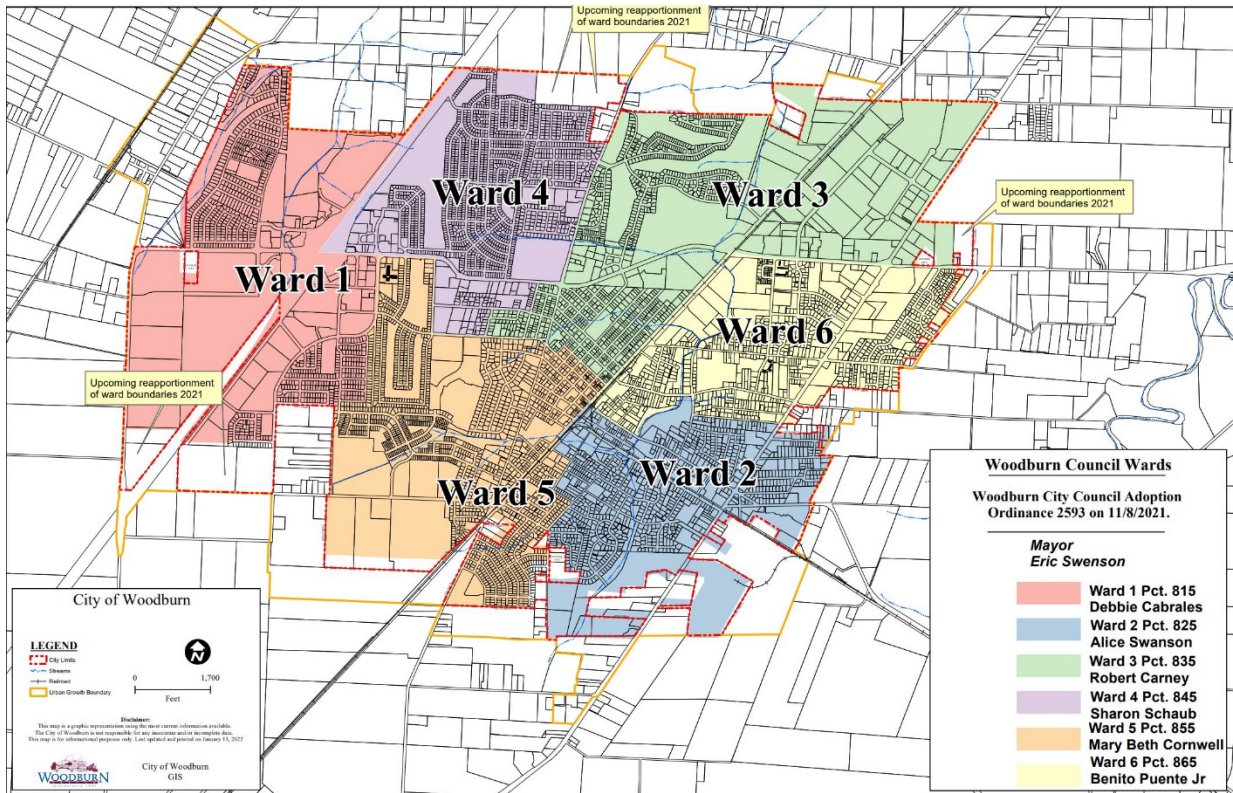 Upcoming reapportionment
of ward boundaries 2021
Ward 4
Ward 3
Upcoming reapportionment
of ward boundaries 2021
Ward 1
Ward 6
Upcoming reapportionment
of ward boundaries 2021
Ward 2
Ward 5
Woodburn Council Wards
Woodburn City Council Adoption
Ordinance 2593 on 11/8/2021.
Mayor
Eric Swenson
Ward 1 Pct. 815
Debbie Cabrales
Ward 2 Pct. 825
Alice Swanson
Ward 3 Pct. 835
Robert Carney
Ward 4 Pct. 845
Sharon Schaub
Ward 5 Pct. 855
Mary Beth Cornwell
Ward 6 Pct. 865
Benito Puente Jr
City of Woodburn
LEGEND
City Limits
Streams
Railroad
Urban Growth Boundary
N
0 1,700
Feet
Disclaimer:
This map is a graphic representation using the most current information available.
The City of Woodburn is not responsible for any inaccurate and/or incomplete data.
This map is for informational purposes only. Last updated and printed on January 13, 2022
WOODBURN
City of Woodburn
GIS